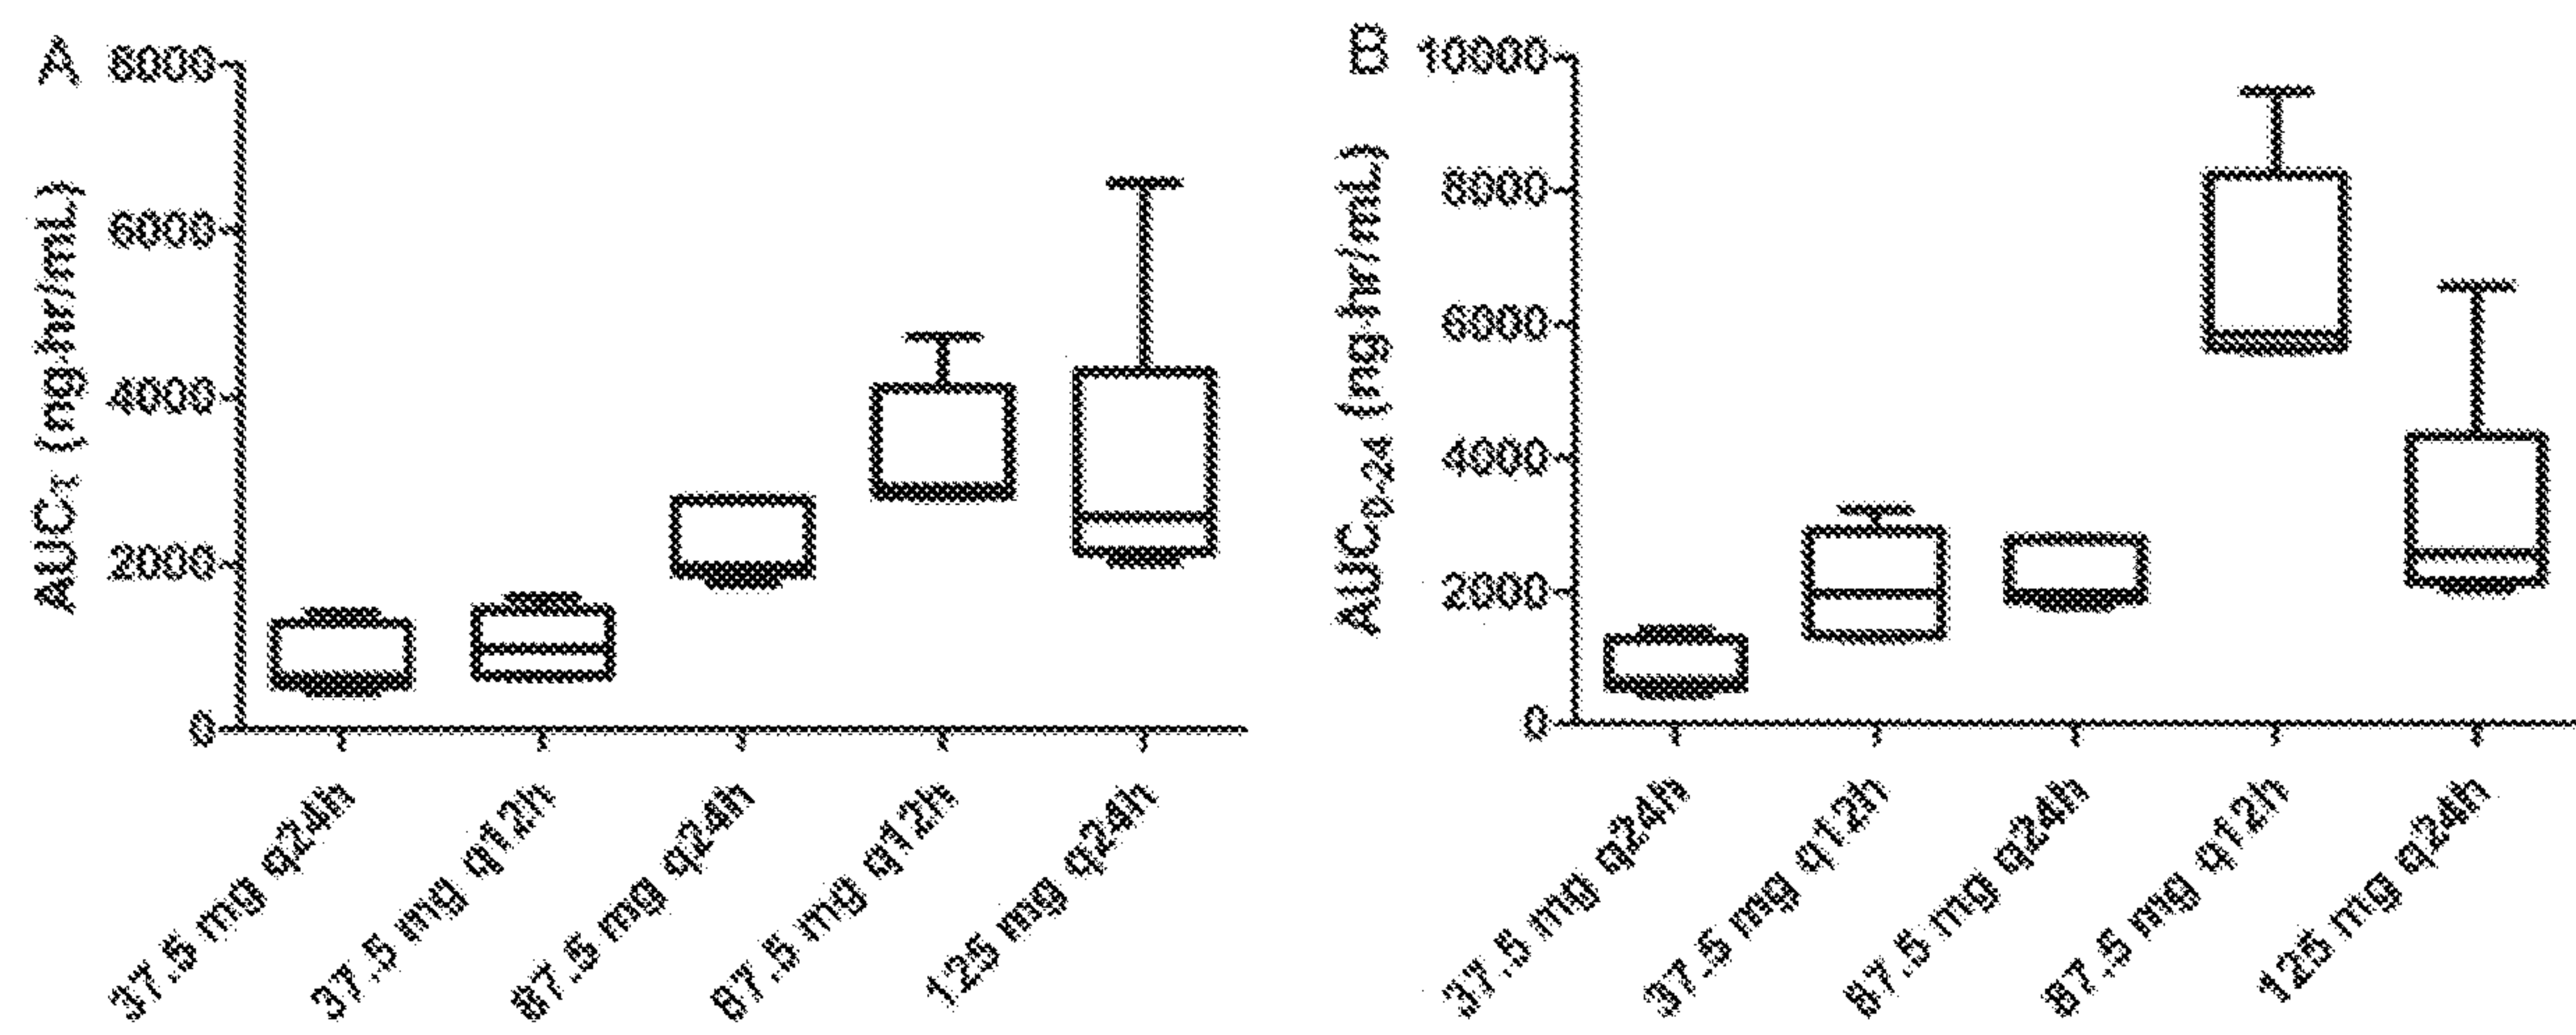 A
8000
6000
4000
2000
0
AUCτ (ng·hr/mL)
37.5 mg q24h
37.5 mg q12h
87.5 mg q24h
87.5 mg q12h
125 mg q24h
B
10000
8000
6000
4000
2000
0
AUC0-24 (ng·hr/mL)
37.5 mg q24h
37.5 mg q12h
87.5 mg q24h
87.5 mg q12h
125 mg q24h